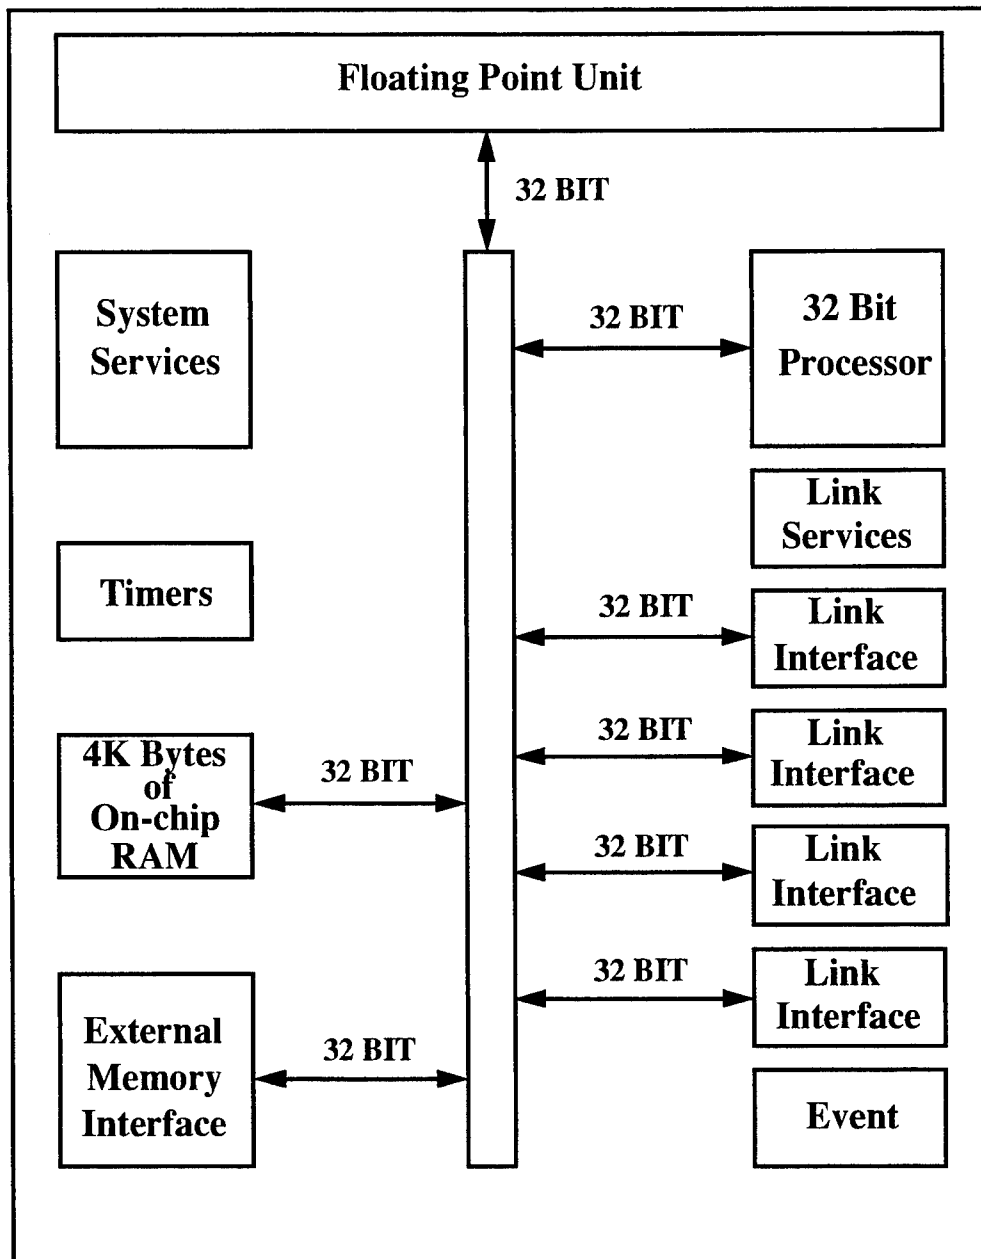 Floating Point Unit
32 BIT
System
Services
32 BIT
32 Bit
Processor
Link
Services
Timers
32 BIT
Link
Interface
4K Bytes
of
On-chip
RAM
32 BIT
32 BIT
Link
Interface
32 BIT
Link
Interface
External
Memory
Interface
32 BIT
32 BIT
Link
Interface
Event